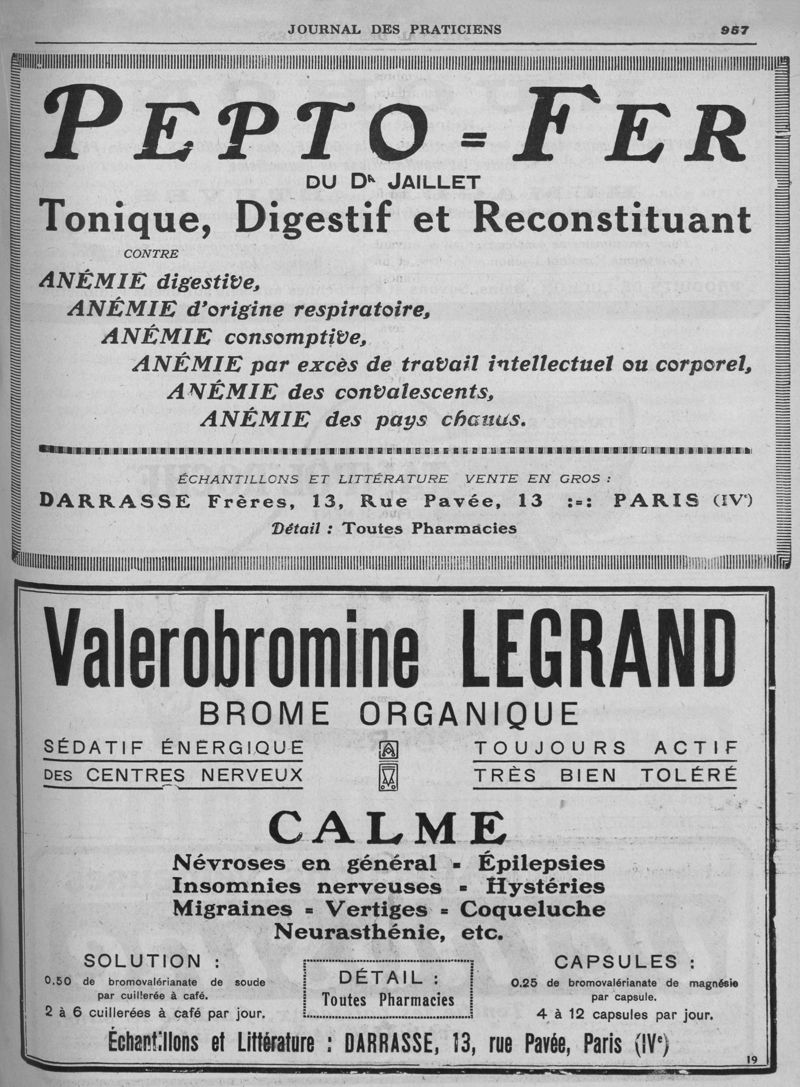 JOURNAL DES PRATICIENS 957
PEPTO=FER
DU DR JAILLET
Tonique, Digestif et Reconstituant
CONTRE
ANÉMIE digestive,
ANÉMIE d'origine respiratoire,
ANÉMIE consomptive,
ANÉMIE par excès de travail intellectuel ou corporel,
ANÉMIE des convalescents,
ANÉMIE des pays chauds.
ÉCHANTILLONS ET LITTÉRATURE VENTE EN GROS :
DARRASSE Frères, 13, Rue Pavée, 13 :=: PARIS (IVe)
Détail : Toutes Pharmacies
Valerobromine LEGRAND
BROME ORGANIQUE
SÉDATIF ÉNERGIQUE
DES CENTRES NERVEUX
TOUJOURS ACTIF
TRÈS BIEN TOLÉRÉ
CALME
Névroses en général = Épilepsies
Insomnies nerveuses = Hystéries
Migraines = Vertiges = Coqueluche
Neurasthénie, etc.
SOLUTION :
0,50 de bromovalérianate de soude
par cuillerée à café.
2 à 6 cuillerées à café par jour.
DÉTAIL :
Toutes Pharmacies
CAPSULES :
0.25 de bromovalérianate de magnésie
par capsule.
4 à 12 capsules par jour.
Échantillons et Littérature : DARRASSE, 13, rue Pavée, Paris (IVe)
19